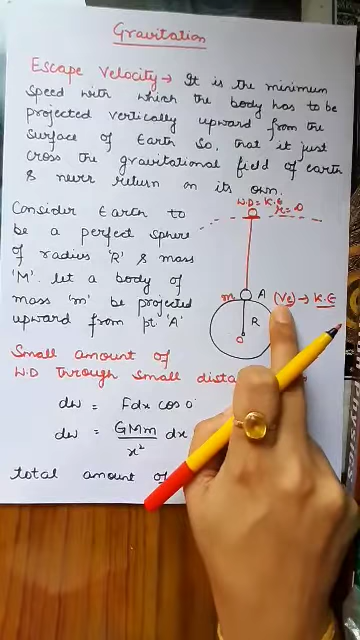 Gravitation
Escape Velocity → It is the minimum
speed with which the body has to be
projected vertically upward from the
surface of Earth So, that it just
cross the gravitational field of earth
& never return on its own.
W.D = K.E
r = ∞
Consider Earth to
be a perfect sphere
of radius 'R' & mass
'M'. let a body of
mass 'm' be projected
upward from pt. 'A'
m A (Ve) → K.E
R
O
Small amount of
W.D through small dista
dw = Fdx cos 0
dw = GMm/x² dx
total amount of